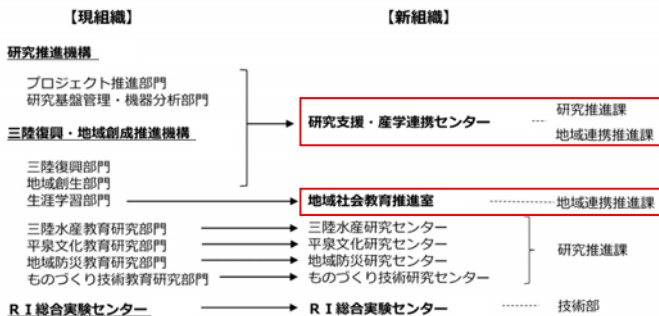 【現組織】 【新組織】
研究推進機構
プロジェクト推進部門
研究基盤管理・機器分析部門
研究推進課
研究支援・産学連携センター
地域連携推進課
三陸復興・地域創成推進機構
三陸復興部門
地域創生部門
生涯学習部門 地域社会教育推進室 地域連携推進課
三陸水産教育研究部門 三陸水産研究センター
平泉文化教育研究部門 平泉文化研究センター
研究推進課
地域防災教育研究部門 地域防災研究センター
ものづくり技術教育研究部門 ものづくり技術研究センター
ＲＩ総合実験センター ＲＩ総合実験センター 技術部